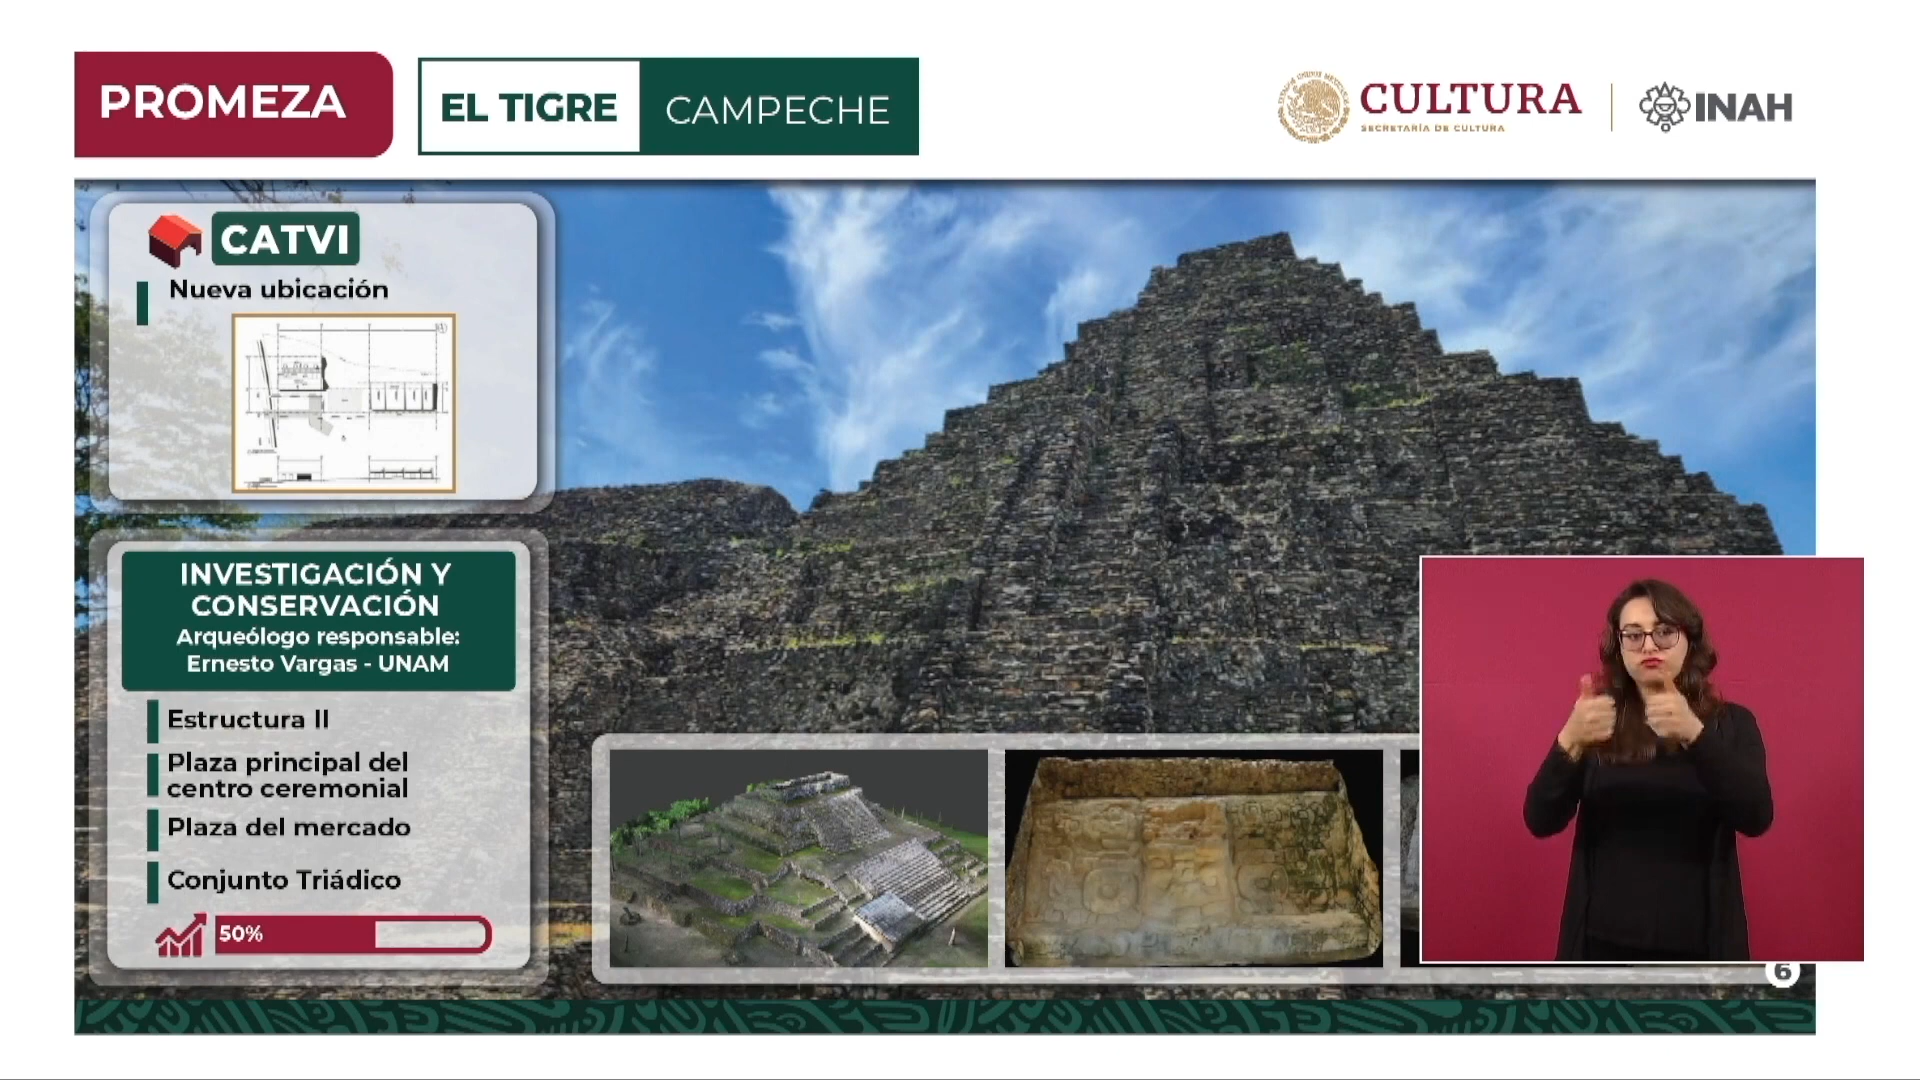 PROMEZA
EL TIGRE CAMPECHE
CULTURA
SECRETARÍA DE CULTURA
INAH
CATVI
Nueva ubicación
INVESTIGACIÓN Y
CONSERVACIÓN
Arqueólogo responsable:
Ernesto Vargas - UNAM
Estructura II
Plaza principal del
centro ceremonial
Plaza del mercado
Conjunto Triádico
50%
6